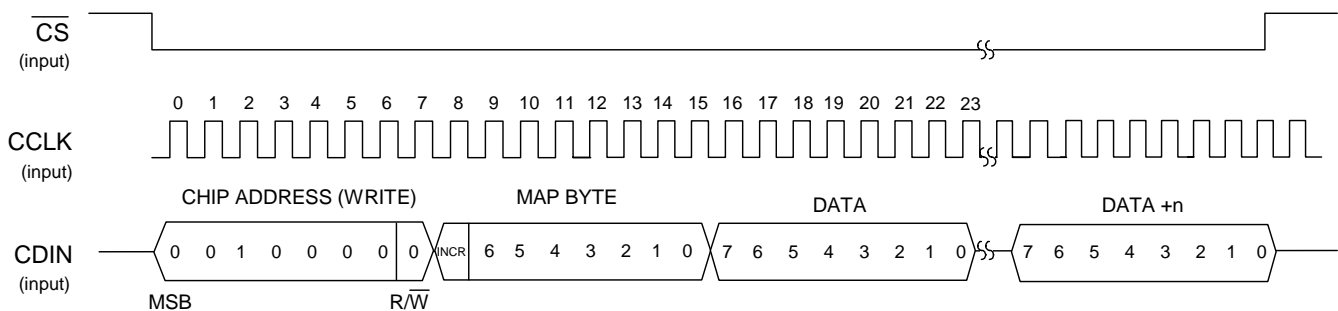 CS
(input)
0 1 2 3 4 5 6 7 8 9 10 11 12 13 14 15 16 17 18 19 20 21 22 23
CCLK
(input)
CHIP ADDRESS (WRITE) MAP BYTE DATA DATA +n
CDIN 0 0 1 0 0 0 0 0 INCR 6 5 4 3 2 1 0 7 6 5 4 3 2 1 0 7 6 5 4 3 2 1 0
(input)
MSB R/W